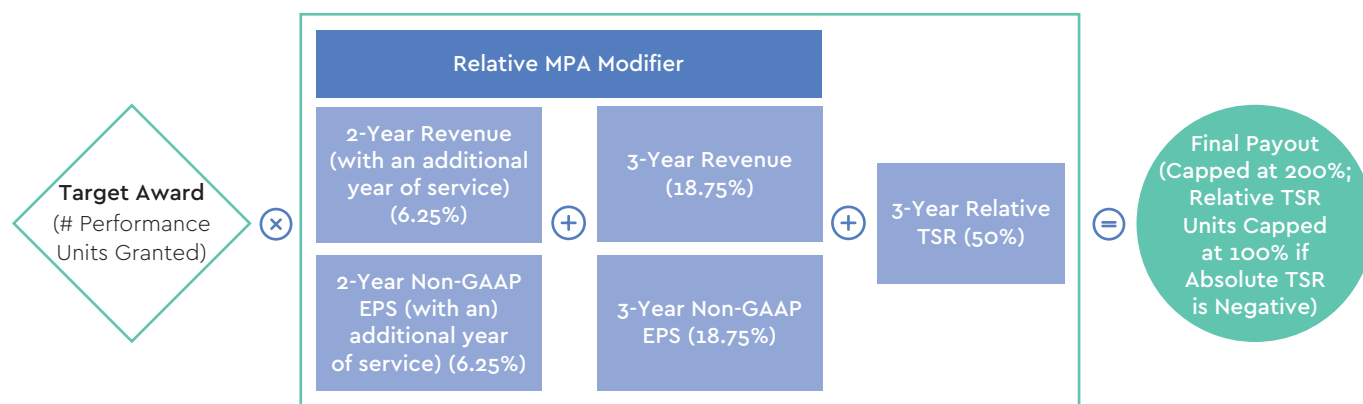 Target Award
(# Performance
Units Granted)
×
Relative MPA Modifier
2-Year Revenue
(with an additional
year of service)
(6.25%)
2-Year Non-GAAP
EPS (with an)
additional year
of service) (6.25%)
+
3-Year Revenue
(18.75%)
3-Year Non-GAAP
EPS (18.75%)
+
3-Year Relative
TSR (50%)
=
Final Payout
(Capped at 200%;
Relative TSR
Units Capped
at 100% if
Absolute TSR
is Negative)